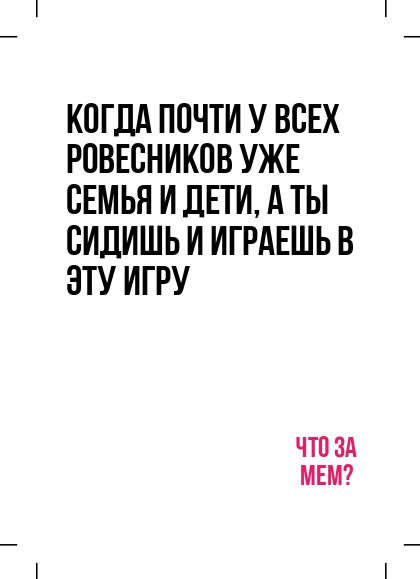 КОГДА ПОЧТИ У ВСЕХ
РОВЕСНИКОВ УЖЕ
СЕМЬЯ И ДЕТИ, А ТЫ
СИДИШЬ И ИГРАЕШЬ В
ЭТУ ИГРУ
ЧТО ЗА
МЕМ?